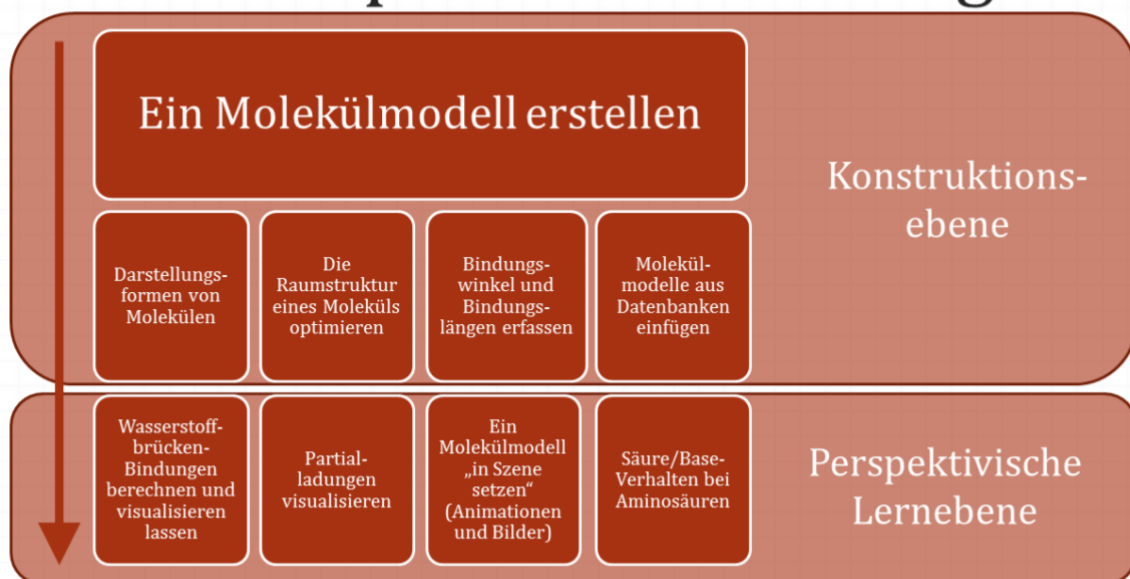 Ein Molekülmodell erstellen
Konstruktions-
ebene
Darstellungs-
formen von
Molekülen
Die
Raumstruktur
eines Moleküls
optimieren
Bindungs-
winkel und
Bindungs-
längen erfassen
Molekül-
modelle aus
Datenbanken
einfügen
Wasserstoff-
brücken-
Bindungen
berechnen und
visualisieren
lassen
Partial-
ladungen
visualisieren
Ein
Molekülmodell
„in Szene
setzen“
(Animationen
und Bilder)
Säure/Base-
Verhalten bei
Aminosäuren
Perspektivische
Lernebene